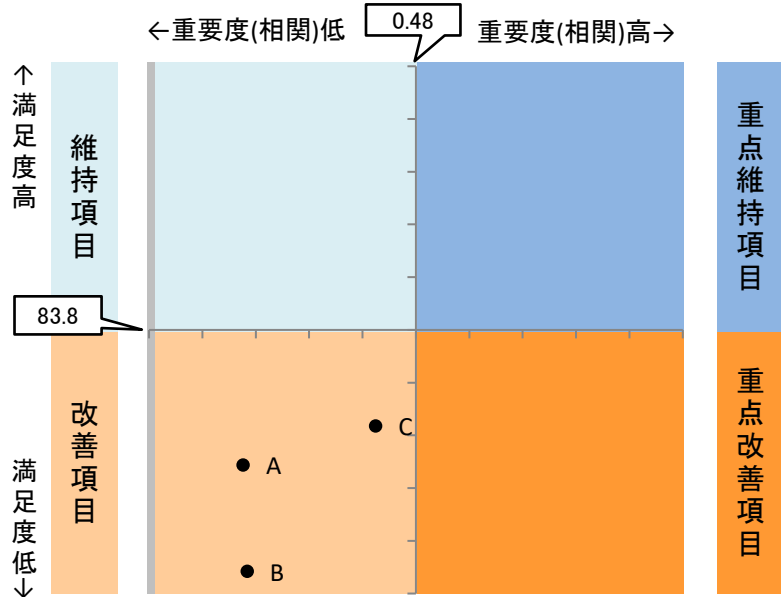 ←重要度(相関)低
0.48
重要度(相関)高→
↑満足度高
維持項目
重点維持項目
83.8
改善項目
重点改善項目
満足度低↓
C
A
B